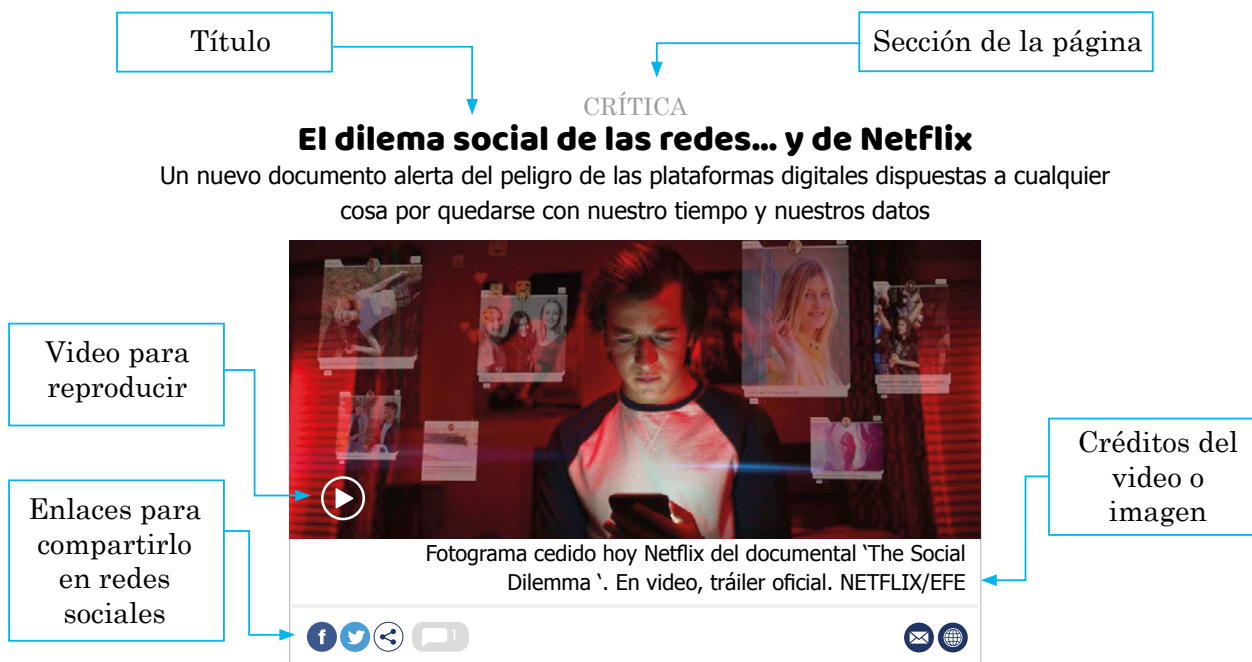 Título
Sección de la página
CRÍTICA
El dilema social de las redes... y de Netflix
Un nuevo documento alerta del peligro de las plataformas digitales dispuestas a cualquier
cosa por quedarse con nuestro tiempo y nuestros datos
Video para
reproducir
Créditos del
video o
imagen
Enlaces para
compartirlo
en redes
sociales
Fotograma cedido hoy Netflix del documental ‘The Social
Dilemma ‘. En video, tráiler oficial. NETFLIX/EFE
f
1